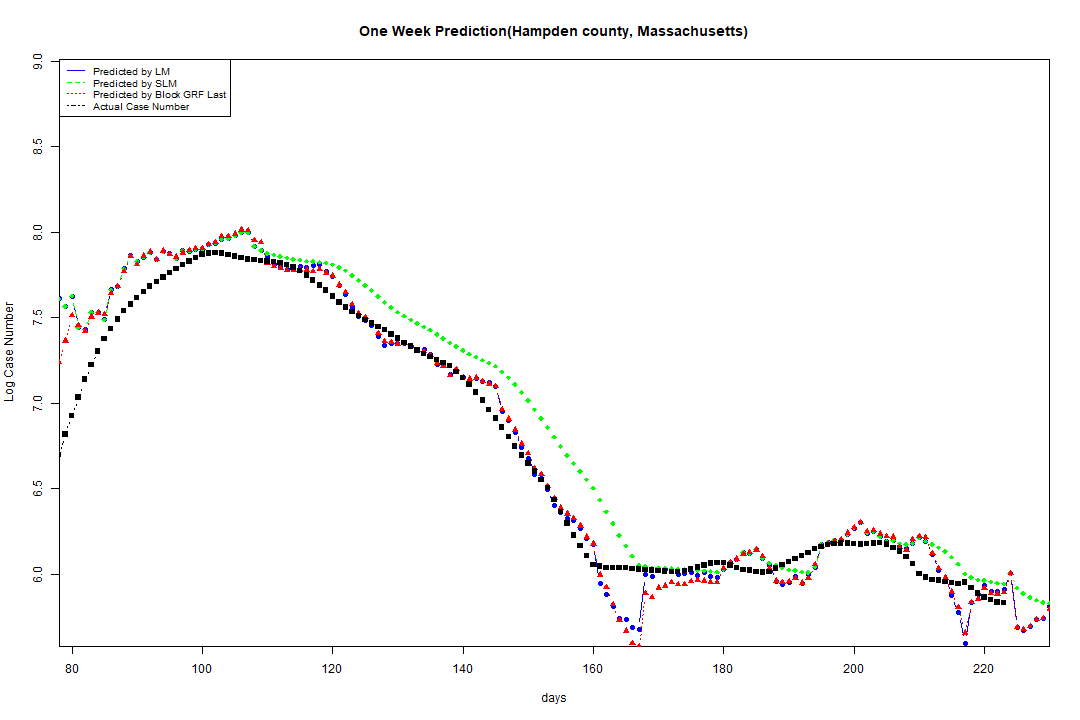 One Week Prediction(Hampden county, Massachusetts)
Predicted by LM
Predicted by SLM
Predicted by Block GRF Last
Actual Case Number
Log Case Number
9.0
8.5
8.0
7.5
7.0
6.5
6.0
80 100 120 140 160 180 200 220
days